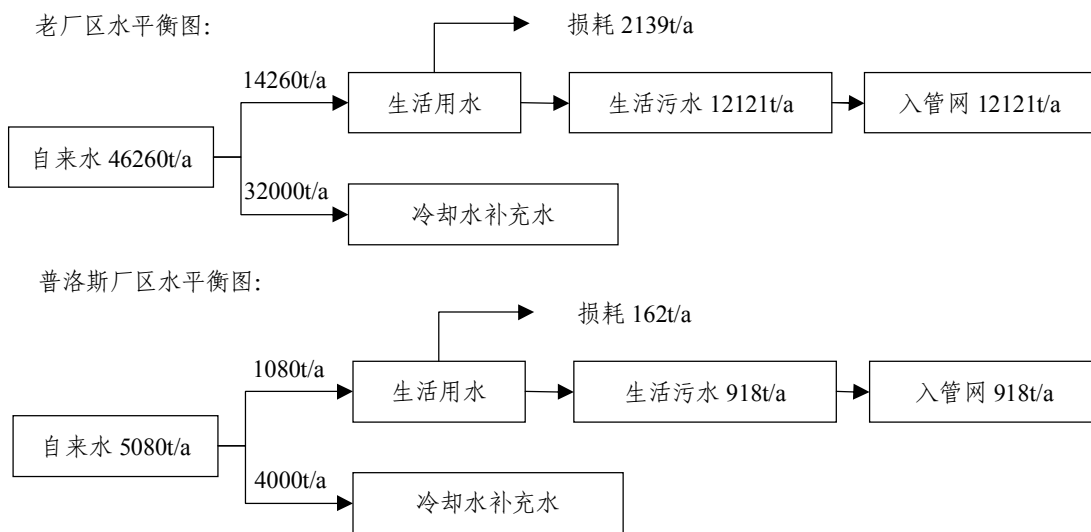 老厂区水平衡图：
损耗 2139t/a
14260t/a
生活用水
生活污水 12121t/a
入管网 12121t/a
自来水 46260t/a
32000t/a
冷却水补充水
普洛斯厂区水平衡图：
损耗 162t/a
1080t/a
生活用水
生活污水 918t/a
入管网 918t/a
自来水 5080t/a
4000t/a
冷却水补充水